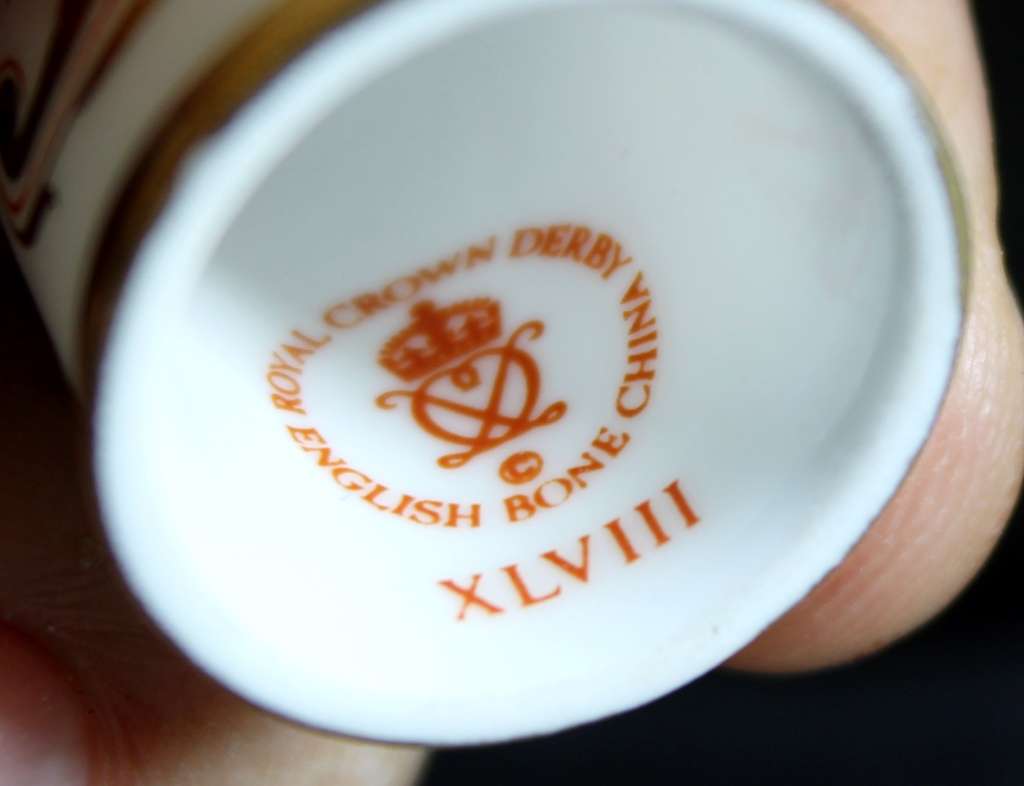 ROYAL CROWN DERBY
ENGLISH BONE CHINA
©
XLVIII